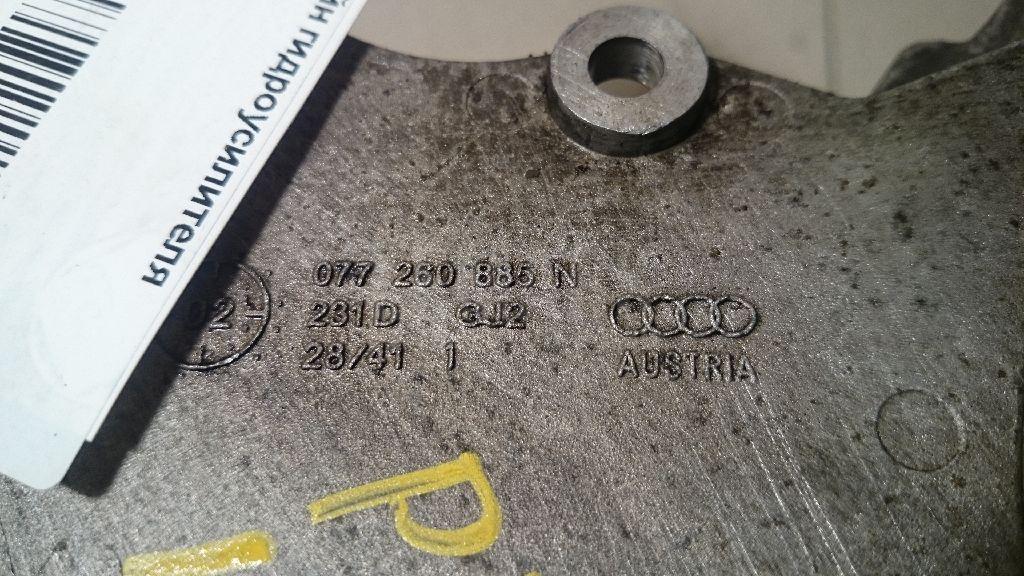 гидроусилителя
02
077 260 885 N
231D GJ2
28/41 1
AUSTRIA
P